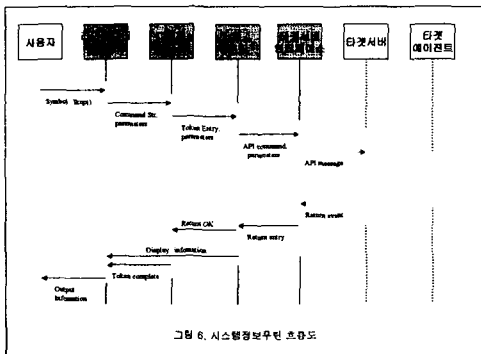 사용자
타겟서버
타겟
에이전트
Symbol( Script)
Command Str.
parameters
Token Entry,
parameters
API command,
parameters
API message
Return event
Return OK
Return entry
Display information
Token complete
Output
Information
그림 6. 시스템정보루틴 흐름도